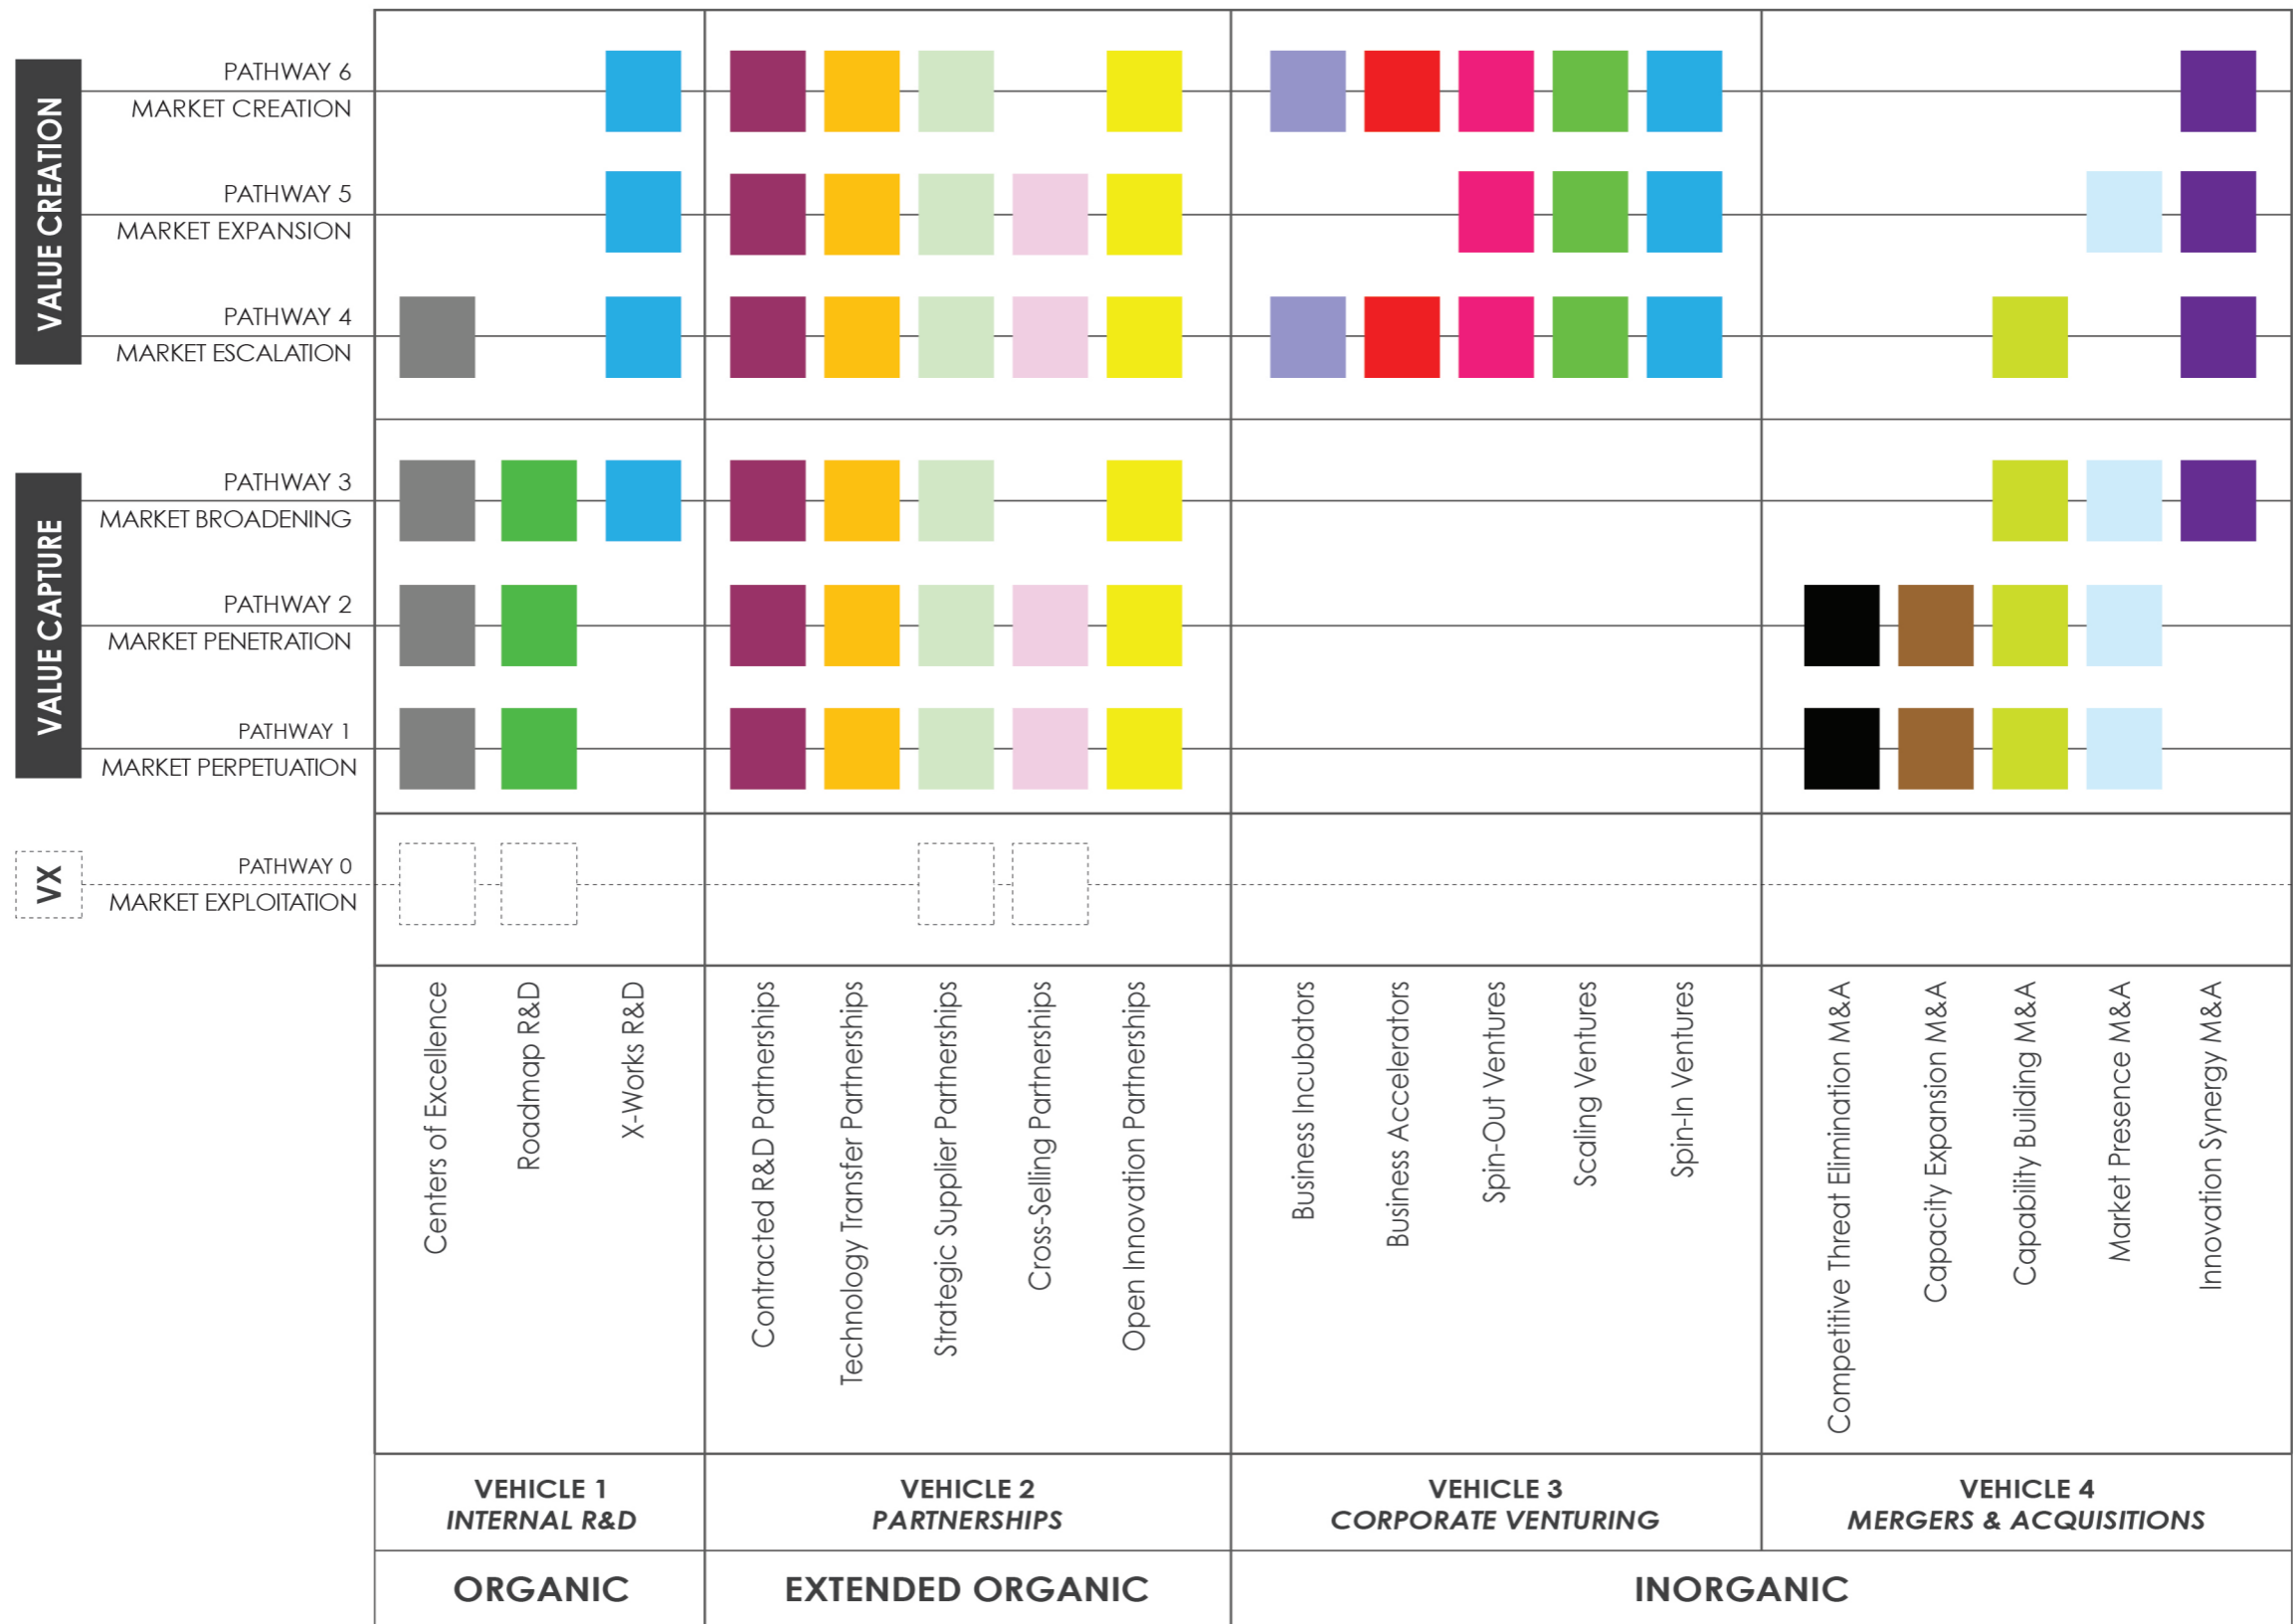 VALUE CREATION
PATHWAY 6
MARKET CREATION
PATHWAY 5
MARKET EXPANSION
PATHWAY 4
MARKET ESCALATION
VALUE CAPTURE
PATHWAY 3
MARKET BROADENING
PATHWAY 2
MARKET PENETRATION
PATHWAY 1
MARKET PERPETUATION
VX
PATHWAY 0
MARKET EXPLOITATION
Centers of Excellence
Roadmap R&D
X-Works R&D
Contracted R&D Partnerships
Technology Transfer Partnerships
Strategic Supplier Partnerships
Cross-Selling Partnerships
Open Innovation Partnerships
Business Incubators
Business Accelerators
Spin-Out Ventures
Scaling Ventures
Spin-In Ventures
Competitive Threat Elimination M&A
Capacity Expansion M&A
Capability Building M&A
Market Presence M&A
Innovation Synergy M&A
VEHICLE 1
INTERNAL R&D
VEHICLE 2
PARTNERSHIPS
VEHICLE 3
CORPORATE VENTURING
VEHICLE 4
MERGERS & ACQUISITIONS
ORGANIC
EXTENDED ORGANIC
INORGANIC